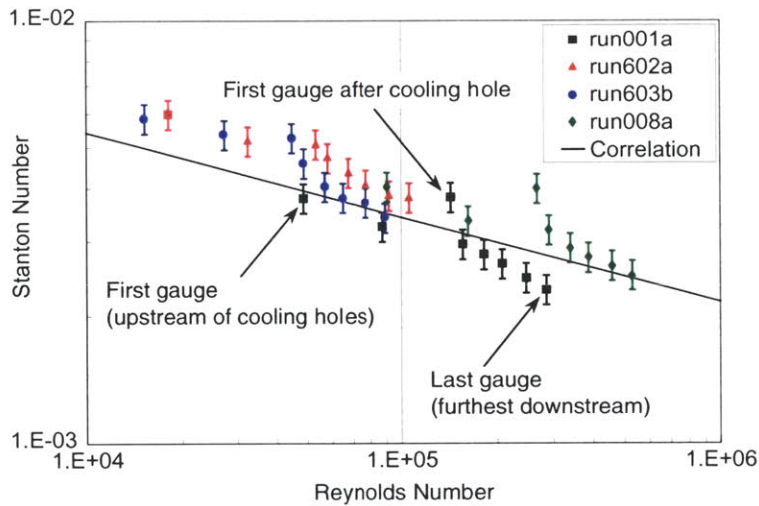 1.E-02
run001a
run602a
First gauge after cooling hole
run603b
run008a
Correlation
Stanton Number
First gauge
(upstream of cooling holes)
Last gauge
(furthest downstream)
1.E-03
1.E+04
1.E+05
1.E+06
Reynolds Number